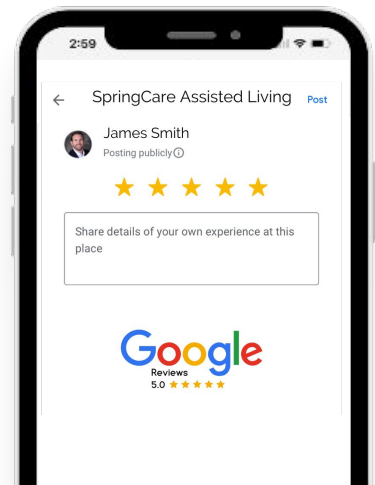 2:59
SpringCare Assisted Living
Post
James Smith
Posting publicly
Share details of your own experience at this
place
Google
Reviews
5.0